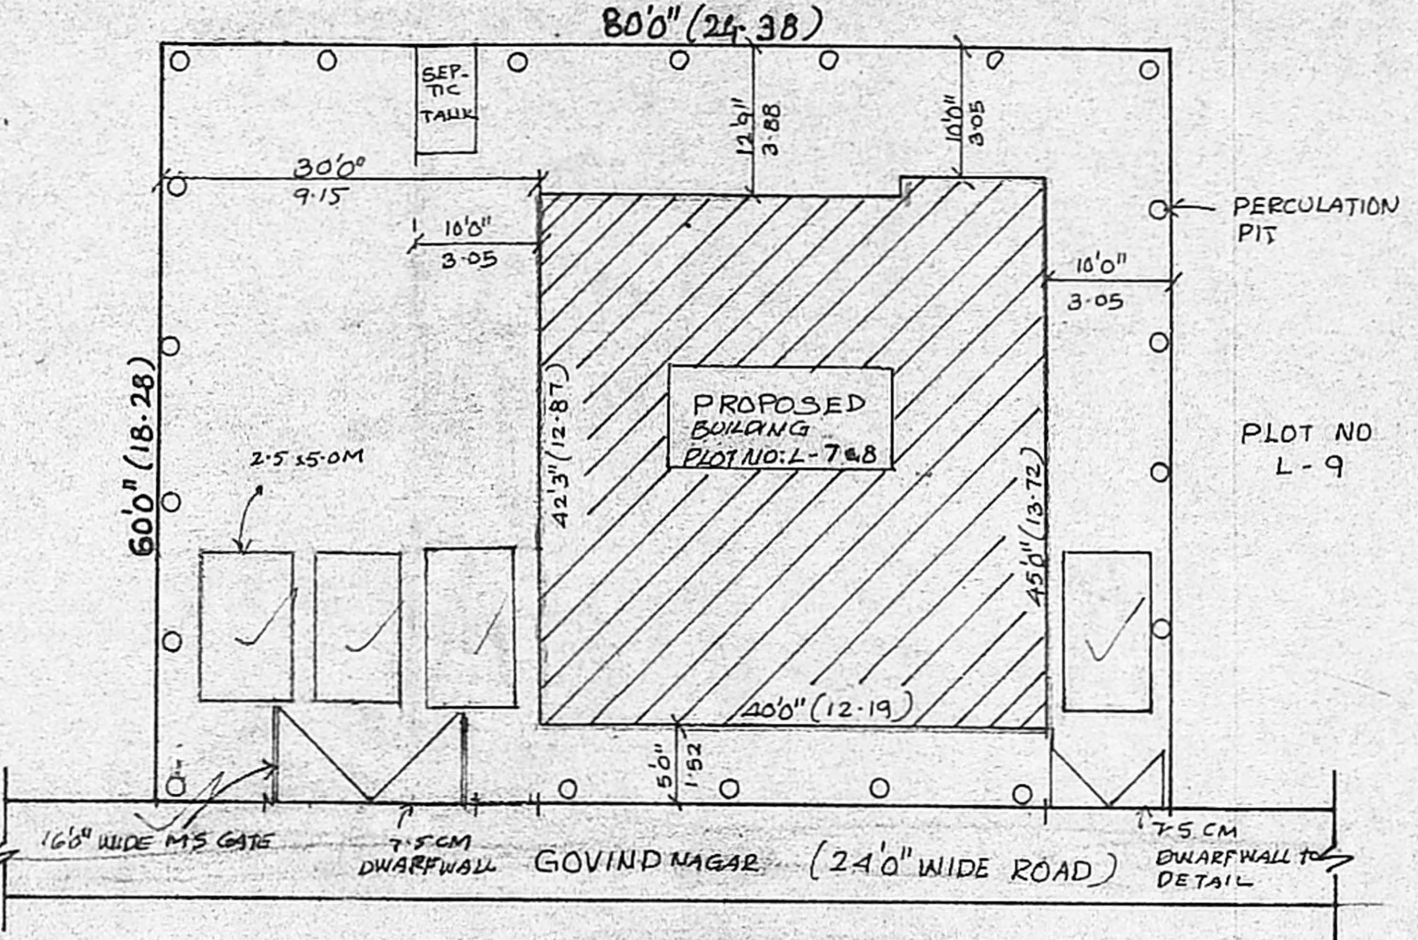 80'0" (24.38)
SEP-
TIC
TANK
12'9"
3.88
10'0"
3.05
30'0"
9.15
PERCULATION
PIT
10'0"
3.05
10'0"
3.05
60'0" (18.28)
42'3" (12.87)
PROPOSED
BUILDING
PLOT NO: L-7&8
PLOT NO
L-9
2.5 x 5.0M
45'0" (13.72)
40'0" (12.19)
5'0"
1.52
16'0" WIDE MS GATE
7.5 CM
DWARFWALL
GOVIND NAGAR (24'0" WIDE ROAD)
7.5 CM
DWARFWALL to
DETAIL